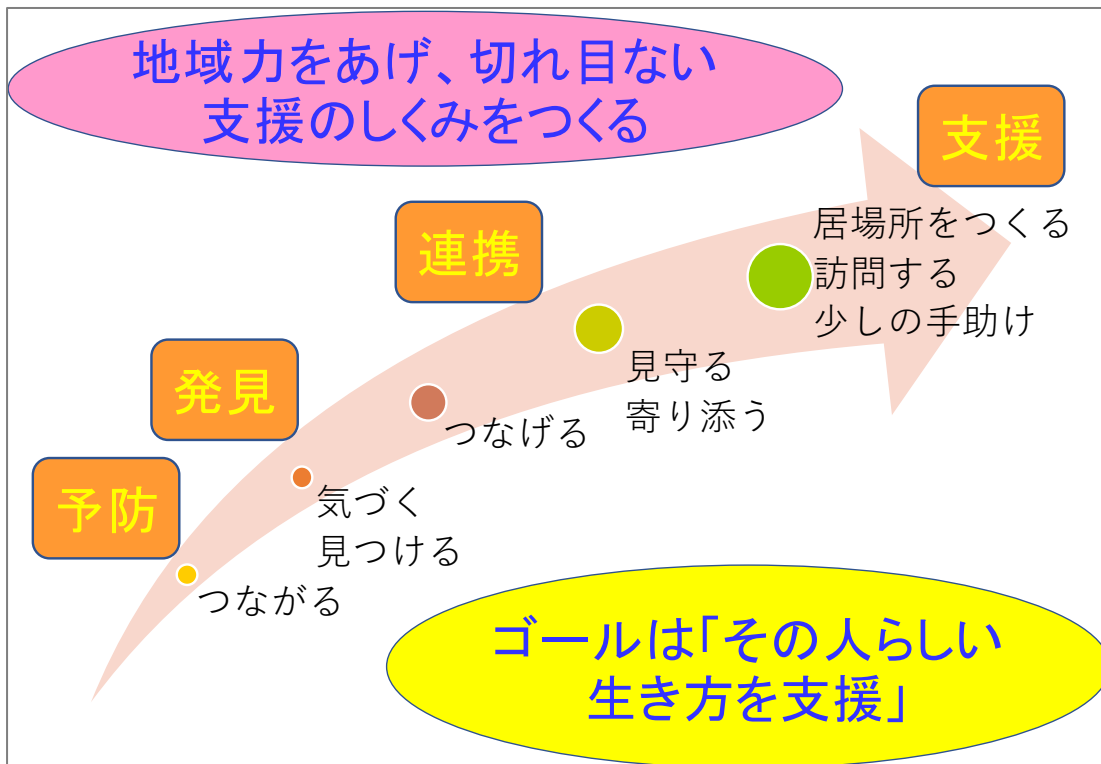 地域力をあげ、切れ目ない
支援のしくみをつくる
支援
居場所をつくる
訪問する
少しの手助け
連携
見守る
寄り添う
つなげる
発見
気づく
見つける
予防
つながる
ゴールは「その人らしい
生き方を支援」